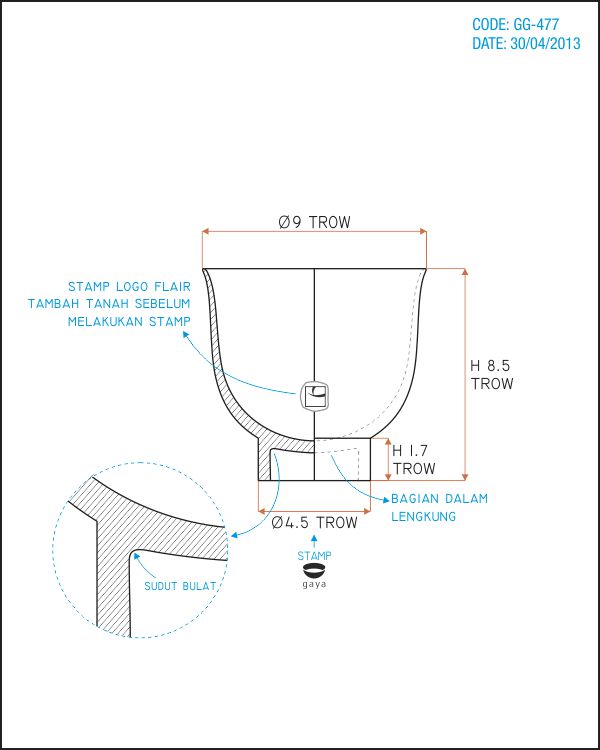 CODE: GG-477
DATE: 30/04/2013
Ø9 TROW
STAMP LOGO FLAIR
TAMBAH TANAH SEBELUM
MELAKUKAN STAMP
H 8.5
TROW
H 1.7
TROW
BAGIAN DALAM
LENGKUNG
Ø4.5 TROW
STAMP
gaya
SUDUT BULAT